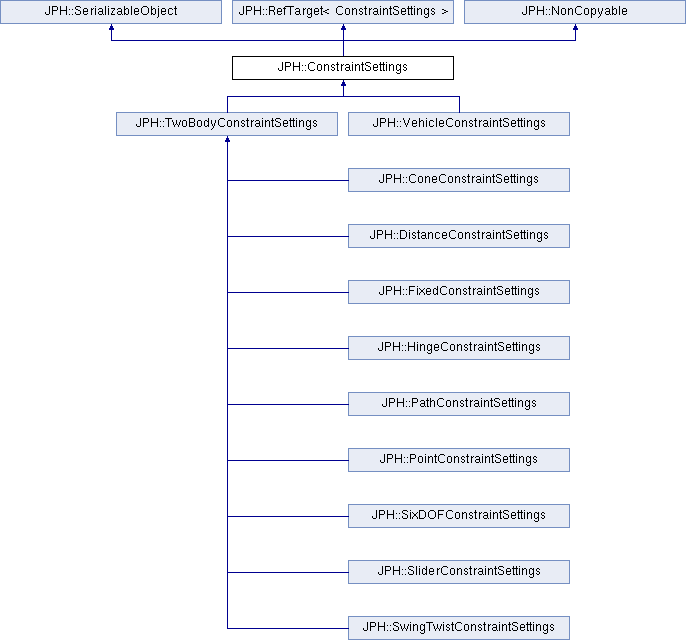 JPH::SerializableObject
JPH::RefTarget< ConstraintSettings >
JPH::NonCopyable
JPH::ConstraintSettings
JPH::TwoBodyConstraintSettings
JPH::VehicleConstraintSettings
JPH::ConeConstraintSettings
JPH::DistanceConstraintSettings
JPH::FixedConstraintSettings
JPH::HingeConstraintSettings
JPH::PathConstraintSettings
JPH::PointConstraintSettings
JPH::SixDOFConstraintSettings
JPH::SliderConstraintSettings
JPH::SwingTwistConstraintSettings